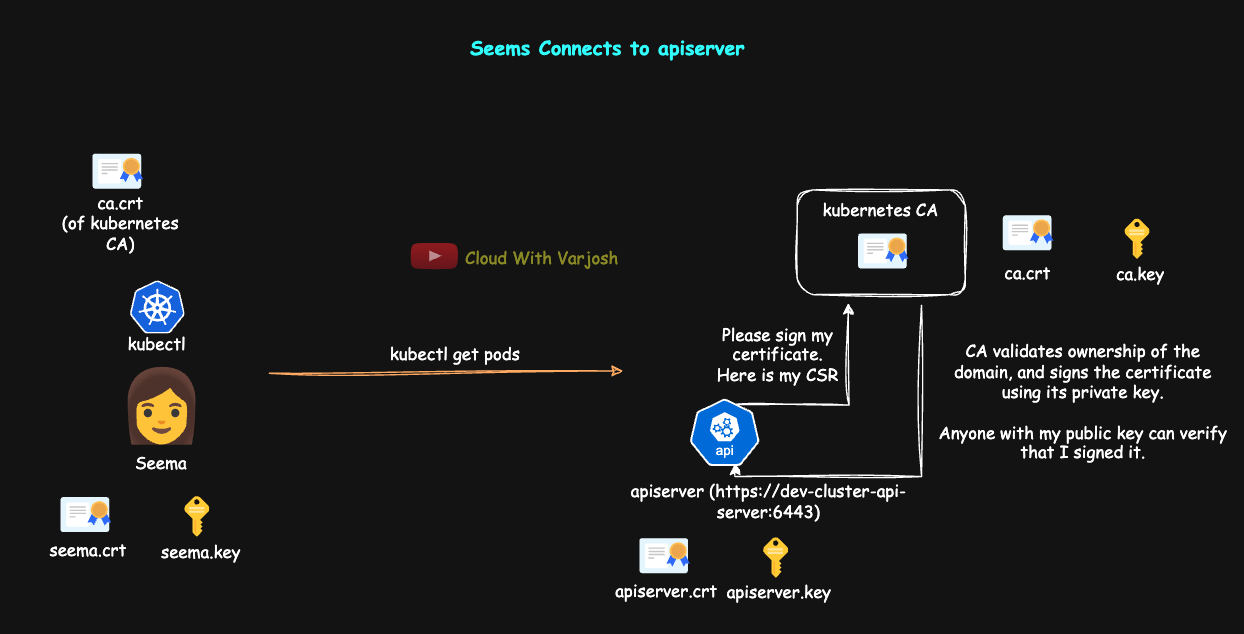 Seems Connects to apiserver
ca.crt
(of kubernetes
CA)
kubectl
Seema
seema.crt
seema.key
Cloud With Varjosh
kubectl get pods
kubernetes CA
ca.crt
ca.key
Please sign my
certificate.
Here is my CSR
CA validates ownership of the
domain, and signs the certificate
using its private key.
Anyone with my public key can verify
that I signed it.
api
apiserver (https://dev-cluster-api-
server:6443)
apiserver.crt
apiserver.key